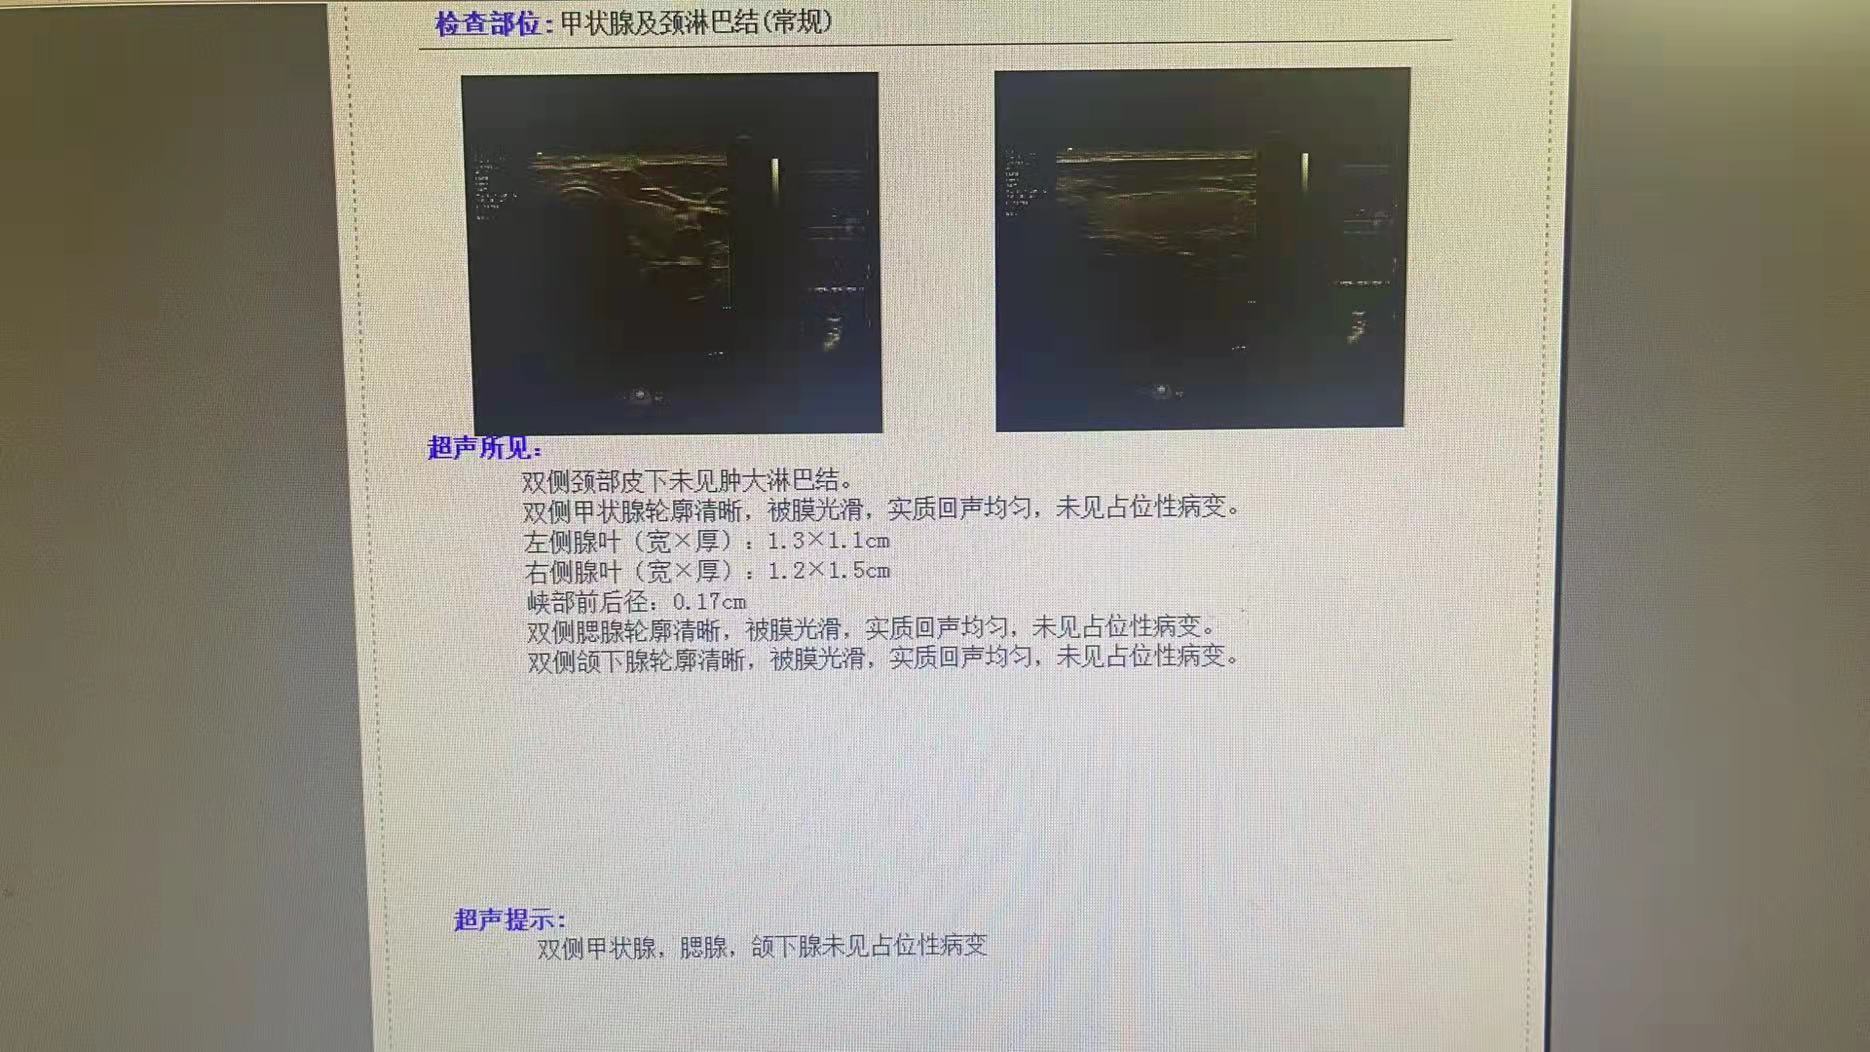 检查部位:甲状腺及颈淋巴结(常规)
超声所见:
双侧颈部皮下未见肿大淋巴结。
双侧甲状腺轮廓清晰，被膜光滑，实质回声均匀，未见占位性病变。
左侧腺叶（宽×厚）：1.3×1.1cm
右侧腺叶（宽×厚）：1.2×1.5cm
峡部前后径：0.17cm
双侧腮腺轮廓清晰，被膜光滑，实质回声均匀，未见占位性病变。
双侧颌下腺轮廓清晰，被膜光滑，实质回声均匀，未见占位性病变。
超声提示:
双侧甲状腺，腮腺，颌下腺未见占位性病变